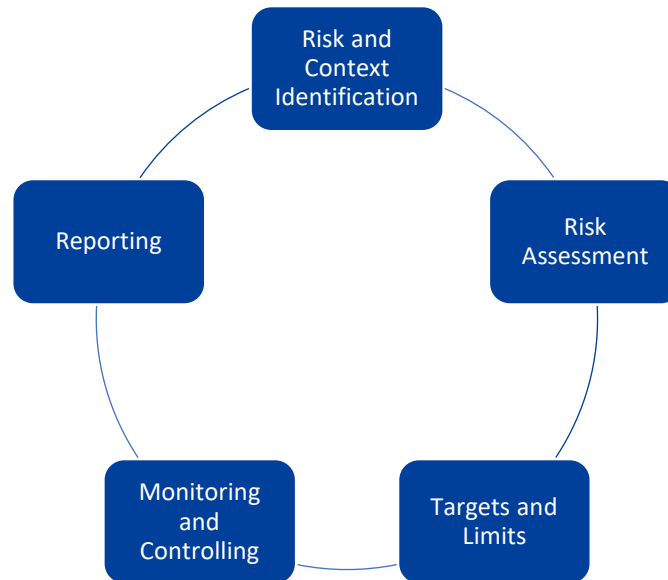 Risk and
Context
Identification
Risk
Assessment
Targets and
Limits
Monitoring
and
Controlling
Reporting